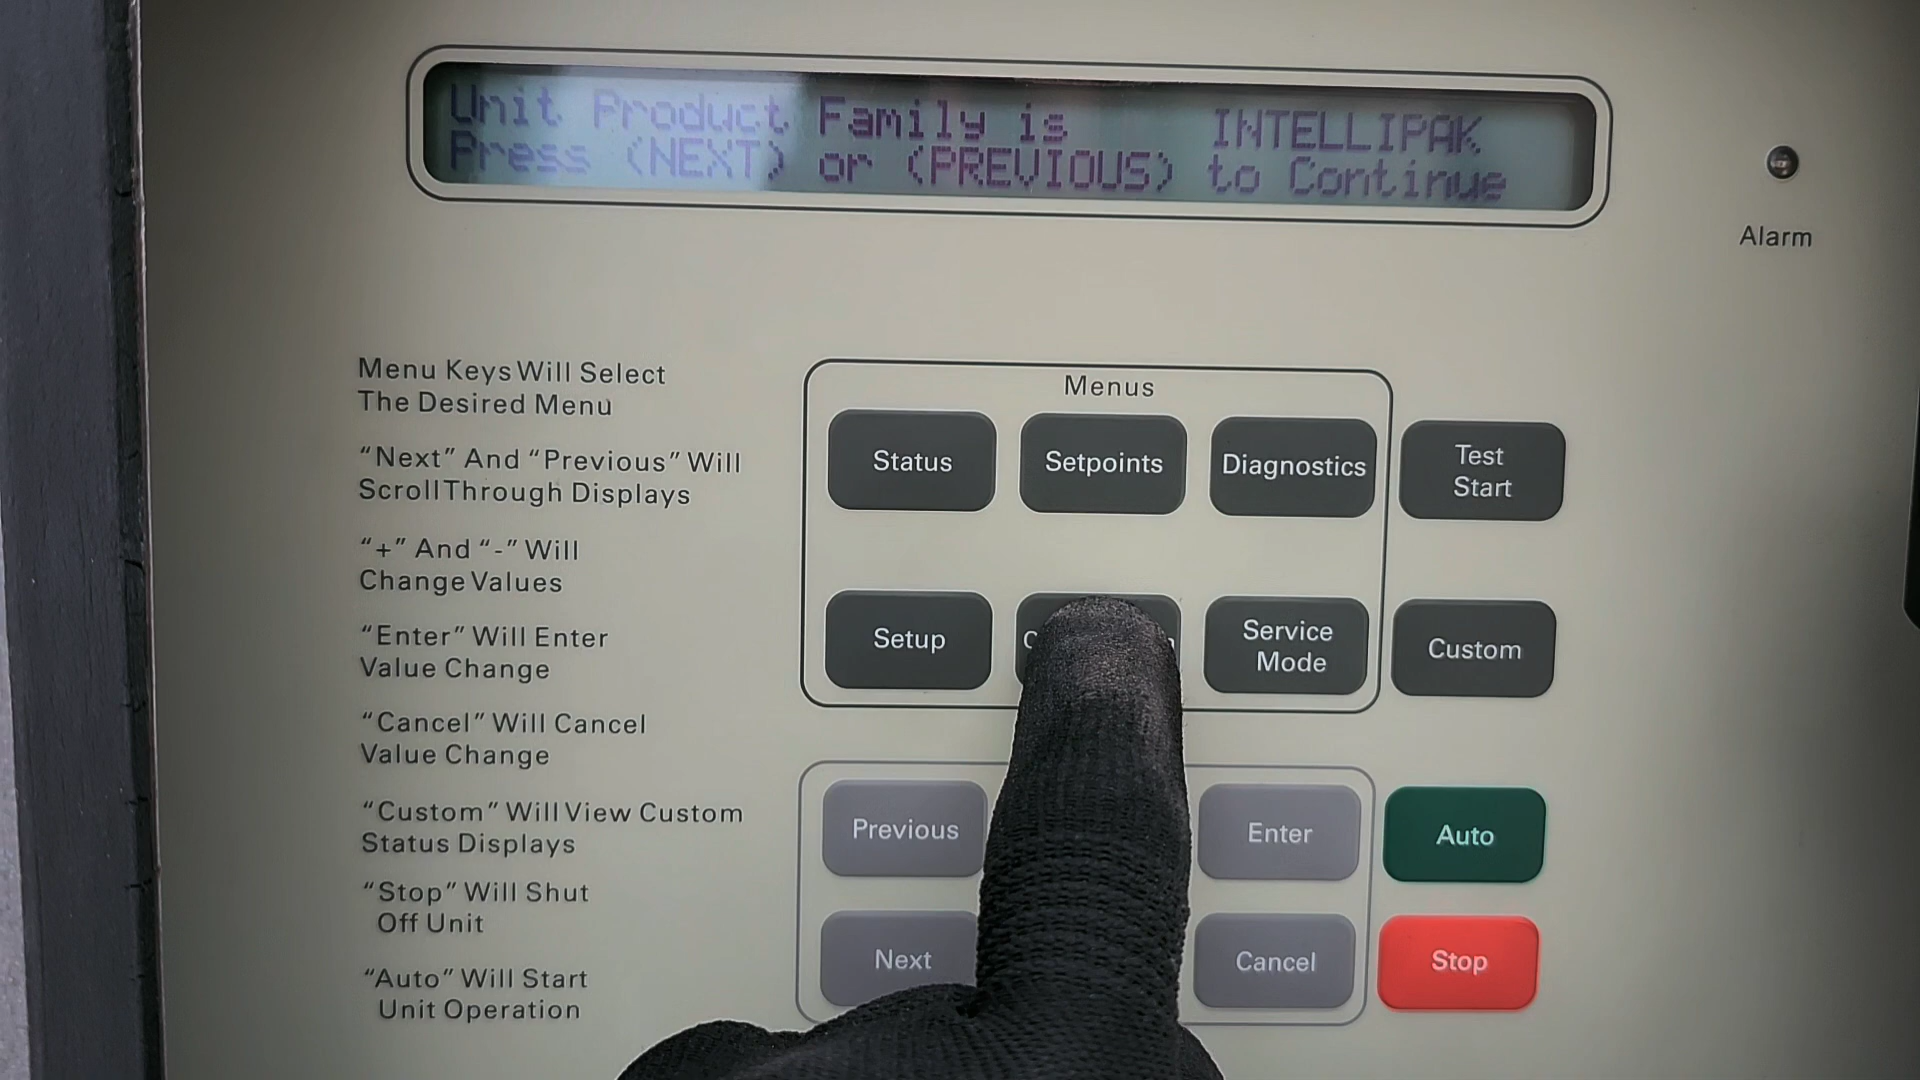 Unit Product Family is INTELLIPAK
Press (NEXT) or (PREVIOUS) to Continue
Alarm
Menu Keys Will Select
The Desired Menu
“Next” And “Previous” Will
Scroll Through Displays
“+” And “-” Will
Change Values
“Enter” Will Enter
Value Change
“Cancel” Will Cancel
Value Change
“Custom” Will View Custom
Status Displays
“Stop” Will Shut
Off Unit
“Auto” Will Start
Unit Operation
Menus
Status
Setpoints
Diagnostics
Test
Start
Setup
Service
Mode
Custom
Previous
Enter
Auto
Next
Cancel
Stop